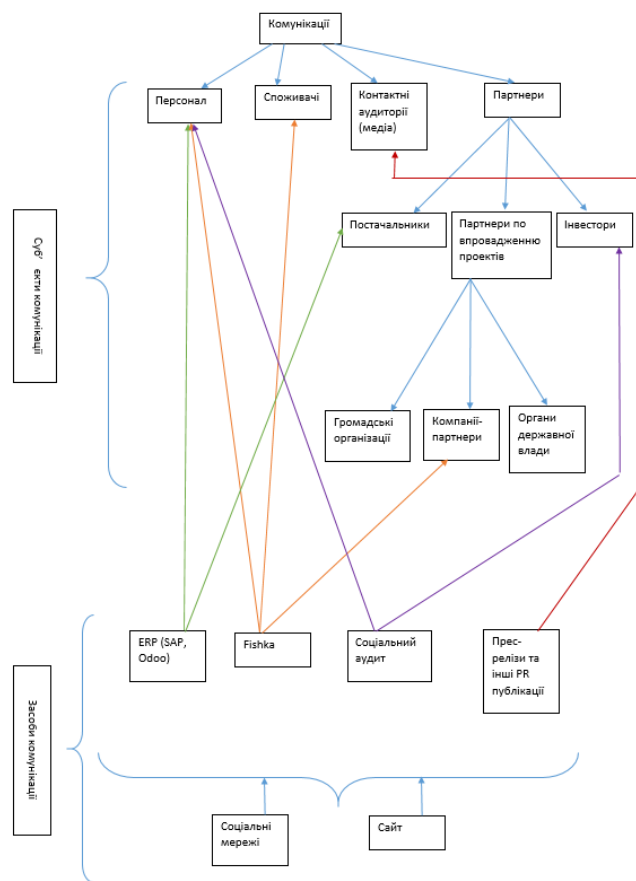 Комунікації
Персонал
Споживачі
Контактні
аудиторії
(медіа)
Партнери
Суб'єкти комунікації
Постачальники
Партнери по
впровадженню
проектів
Інвестори
Громадські
організації
Компанії-
партнери
Органи
державної
влади
Засоби комунікації
ERP (SAP,
Odoo)
Fishka
Соціальний
аудит
Прес-
релізи та
інші PR
публікації
Соціальні
мережі
Сайт